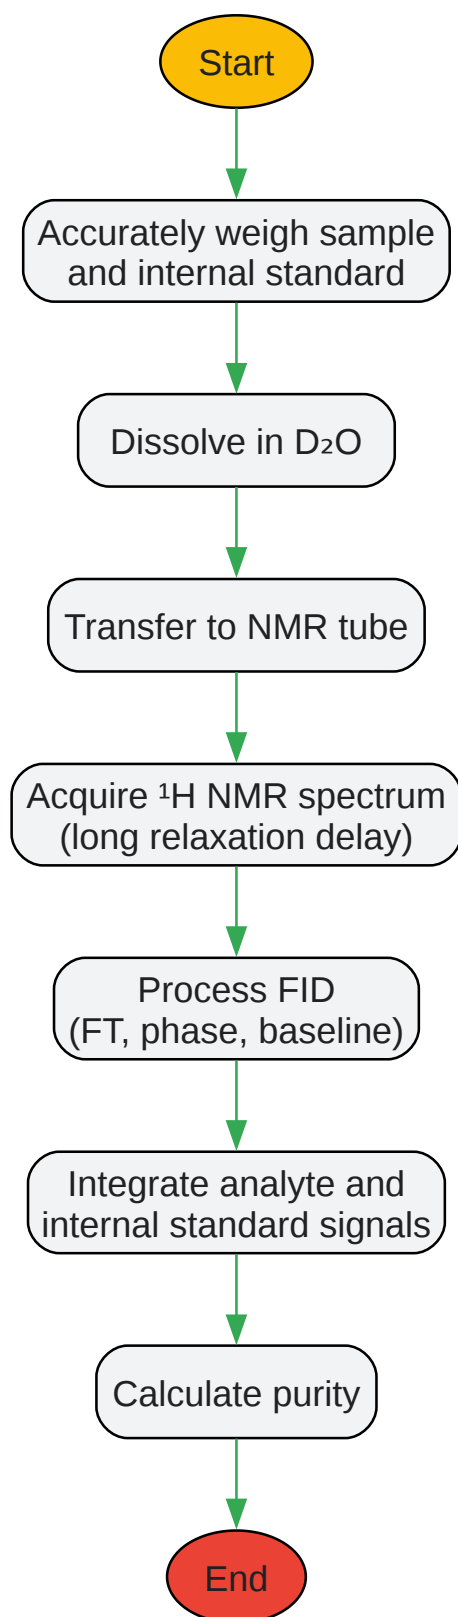 Start
Accurately weigh sample
and internal standard
Dissolve in D₂O
Transfer to NMR tube
Acquire ¹H NMR spectrum
(long relaxation delay)
Process FID
(FT, phase, baseline)
Integrate analyte and
internal standard signals
Calculate purity
End